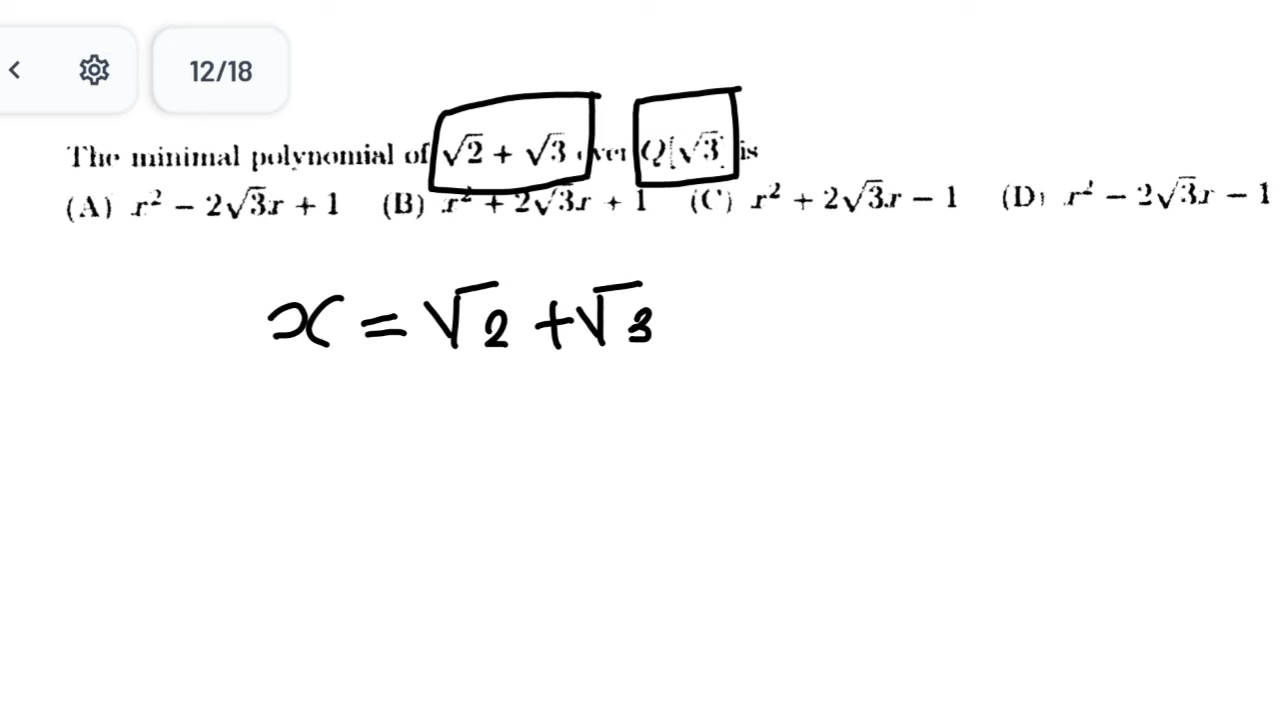 12/18
The minimal polynomial of √2 + √3 over Q[√3] is
(A) x² − 2√3x + 1 (B) x² + 2√3x + 1 (C) x² + 2√3x − 1 (D) x² − 2√3x − 1
x = √2 + √3